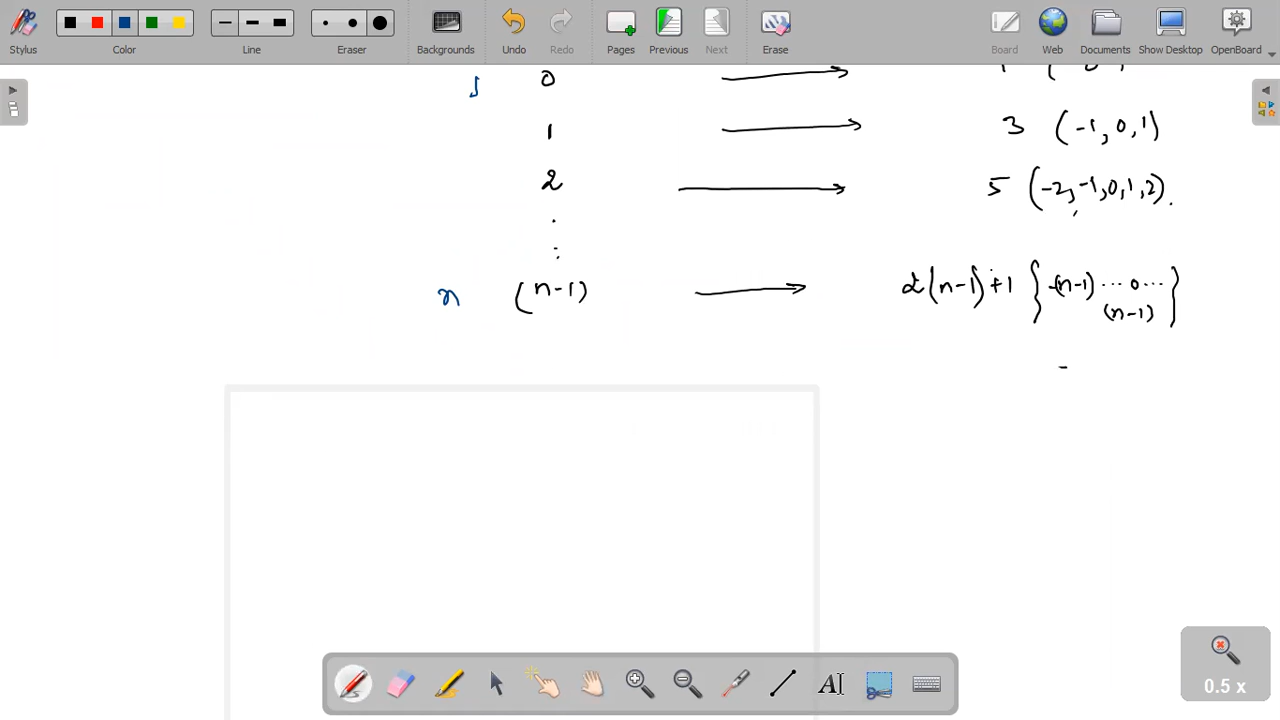 Stylus Color Line Eraser Backgrounds Undo Redo Pages Previous Next Erase Board Web Documents Show Desktop OpenBoard
0
1 3 (-1,0,1)
2 5 (-2,-1,0,1,2).
n (n-1) 2(n-1)+1 {-(n-1)...0...
(n-1)}
0.5 x